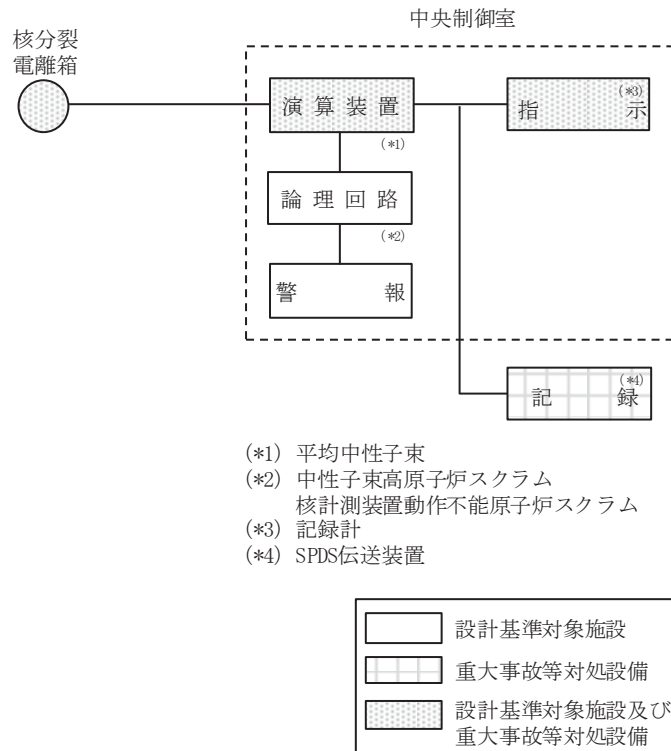 中央制御室
核分裂
電離箱
演算装置
(*3)
指示
(*1)
論理回路
(*2)
警報
(*4)
記録
(*1) 平均中性子束
(*2) 中性子束高原子炉スクラム
核計測装置動作不能原子炉スクラム
(*3) 記録計
(*4) SPDS伝送装置
設計基準対象施設
重大事故等対処設備
設計基準対象施設及び
重大事故等対処設備